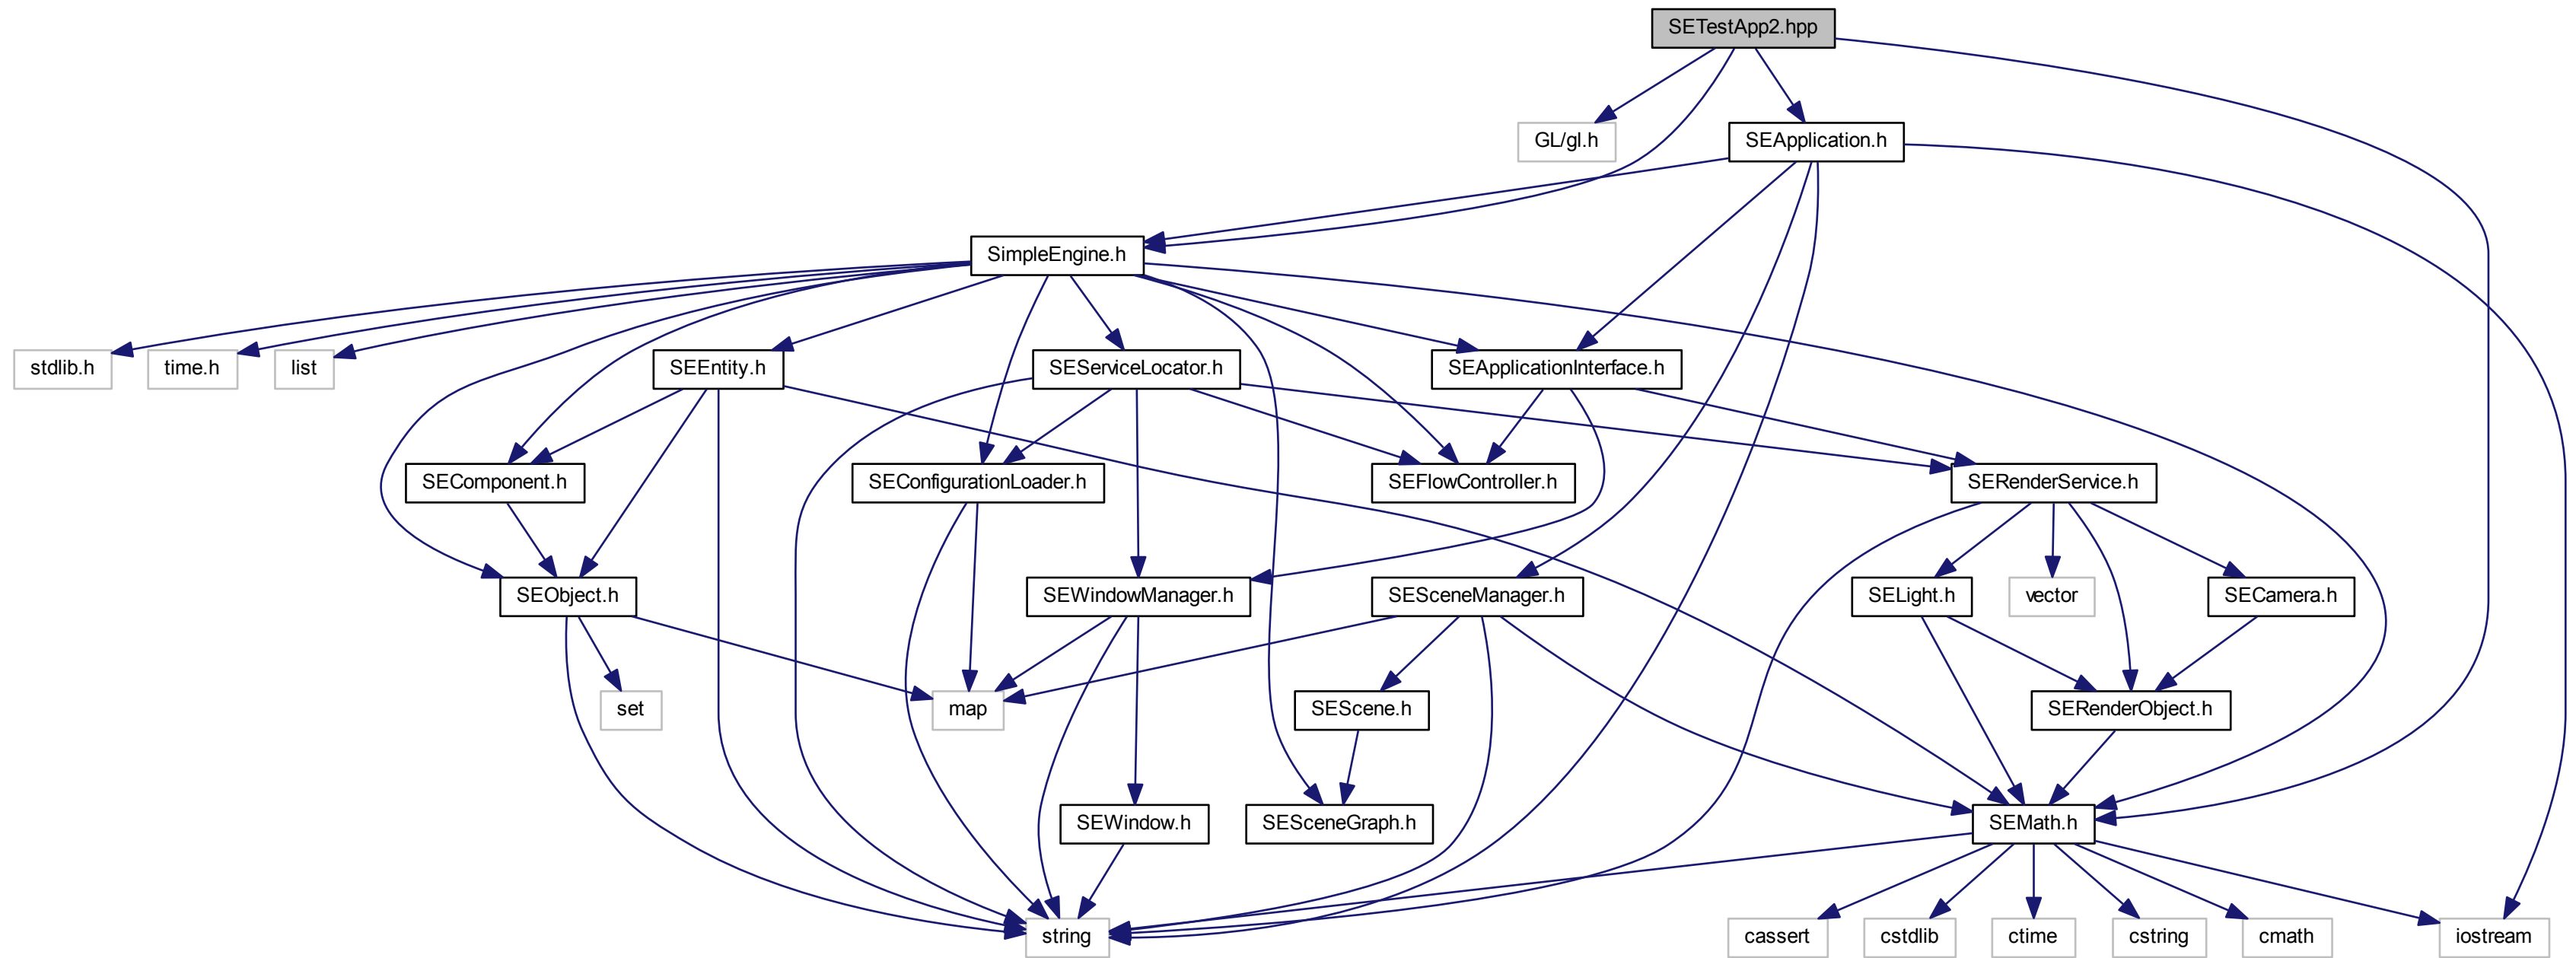 SETestApp2.hpp
GL/gl.h
SEApplication.h
SimpleEngine.h
stdlib.h
time.h
list
SEEntity.h
SEServiceLocator.h
SEApplicationInterface.h
SEComponent.h
SEConfigurationLoader.h
SEFlowController.h
SERenderService.h
SEObject.h
SEWindowManager.h
SESceneManager.h
SELight.h
vector
SECamera.h
set
map
SEScene.h
SERenderObject.h
SEWindow.h
SESceneGraph.h
SEMath.h
string
cassert
cstdlib
ctime
cstring
cmath
iostream